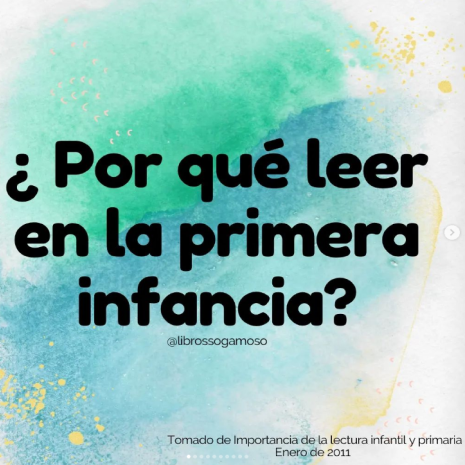 ¿ Por qué leer
en la primera
infancia?
@librossogamoso
Tomado de Importancia de la lectura infantil y primaria
Enero de 2011